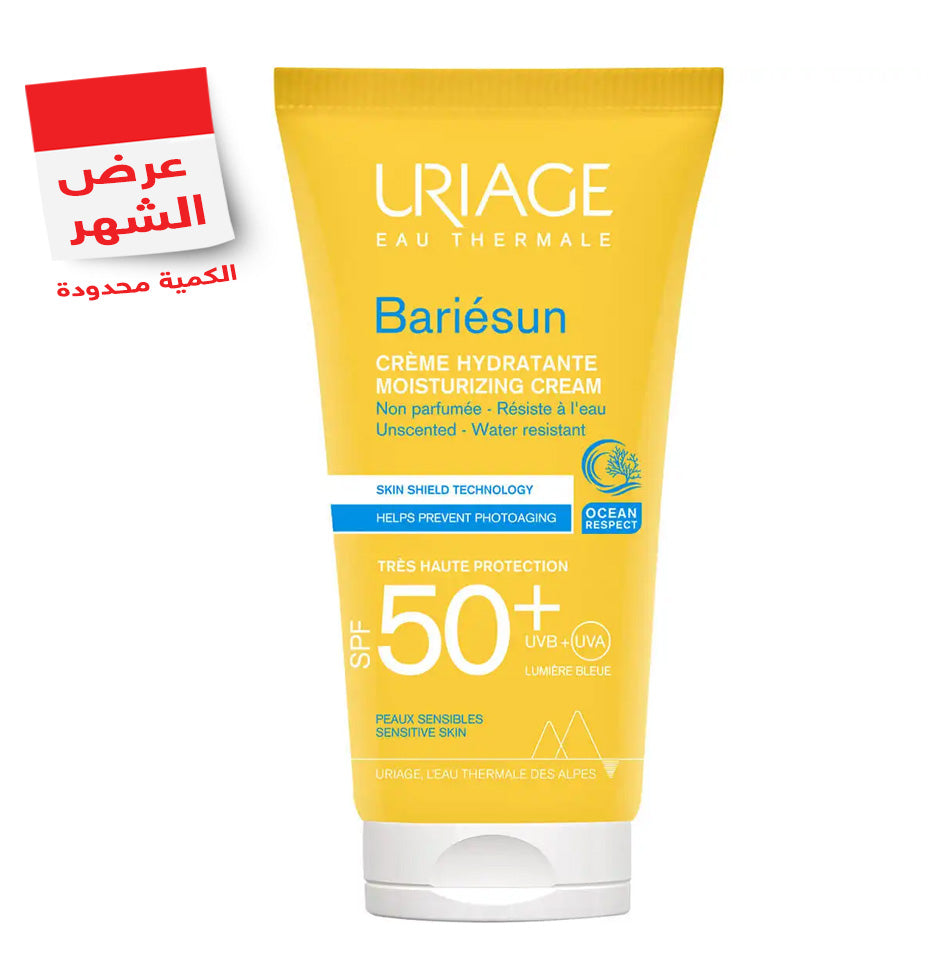 عرض
الشهر
الكمية محدودة
URIAGE
EAU THERMALE
Bariésun
CRÈME HYDRATANTE
MOISTURIZING CREAM
Non parfumée - Résiste à l'eau
Unscented - Water resistant
SKIN SHIELD TECHNOLOGY
HELPS PREVENT PHOTOAGING
OCEAN
RESPECT
TRÈS HAUTE PROTECTION
SPF 50+
UVB + UVA
LUMIÈRE BLEUE
PEAUX SENSIBLES
SENSITIVE SKIN
URIAGE, L'EAU THERMALE DES ALPES